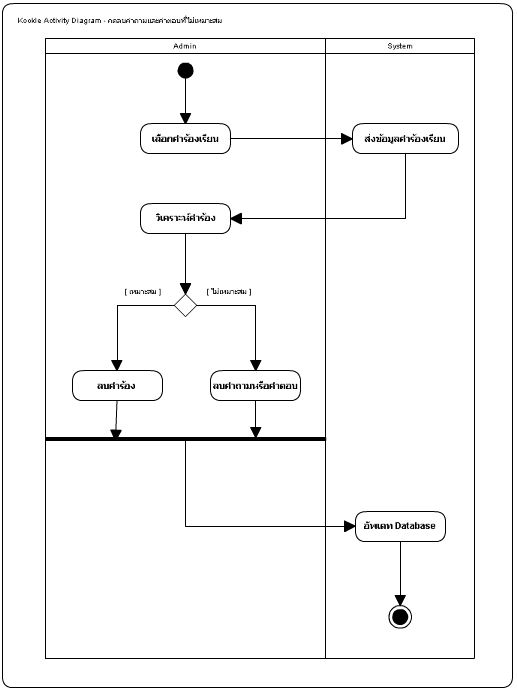 Kookle Activity Diagram - กดลบคำถามและคำตอบที่ไม่เหมาะสม
Admin
System
เลือกคำร้องเรียน
ส่งข้อมูลคำร้องเรียน
วิเคราะห์คำร้อง
[ เหมาะสม ]
[ ไม่เหมาะสม ]
ลบคำร้อง
ลบคำถามหรือคำตอบ
อัพเดท Database